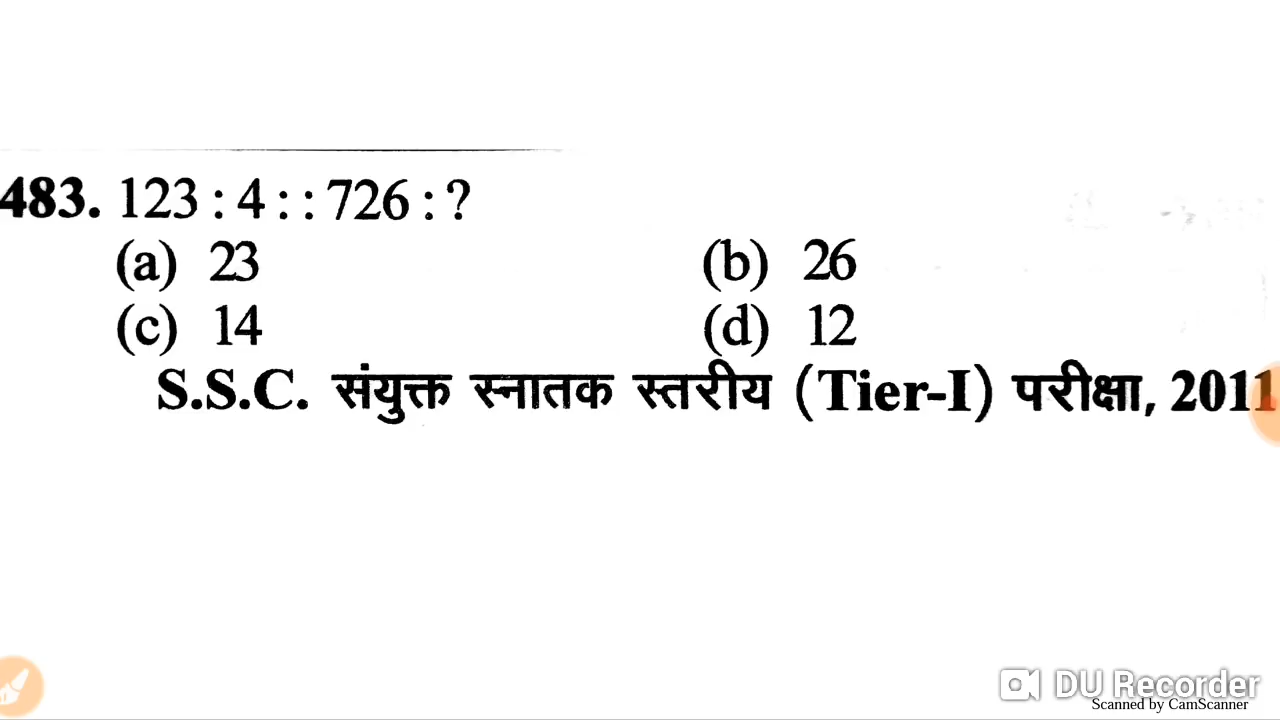 483. 123 : 4 : : 726 : ?
(a) 23 (b) 26
(c) 14 (d) 12
S.S.C. संयुक्त स्नातक स्तरीय (Tier-I) परीक्षा, 2011
DU Recorder
Scanned by CamScanner